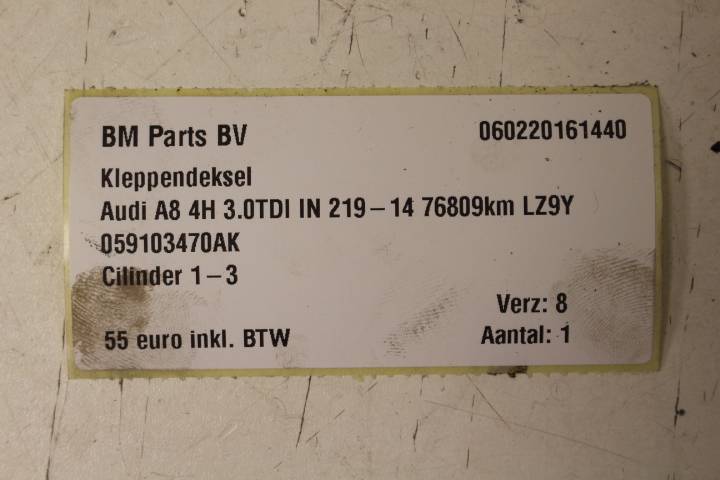 BM Parts BV 060220161440
Kleppendeksel
Audi A8 4H 3.0TDI IN 219-14 76809km LZ9Y
059103470AK
Cilinder 1-3
Verz: 8
55 euro inkl. BTW Aantal: 1